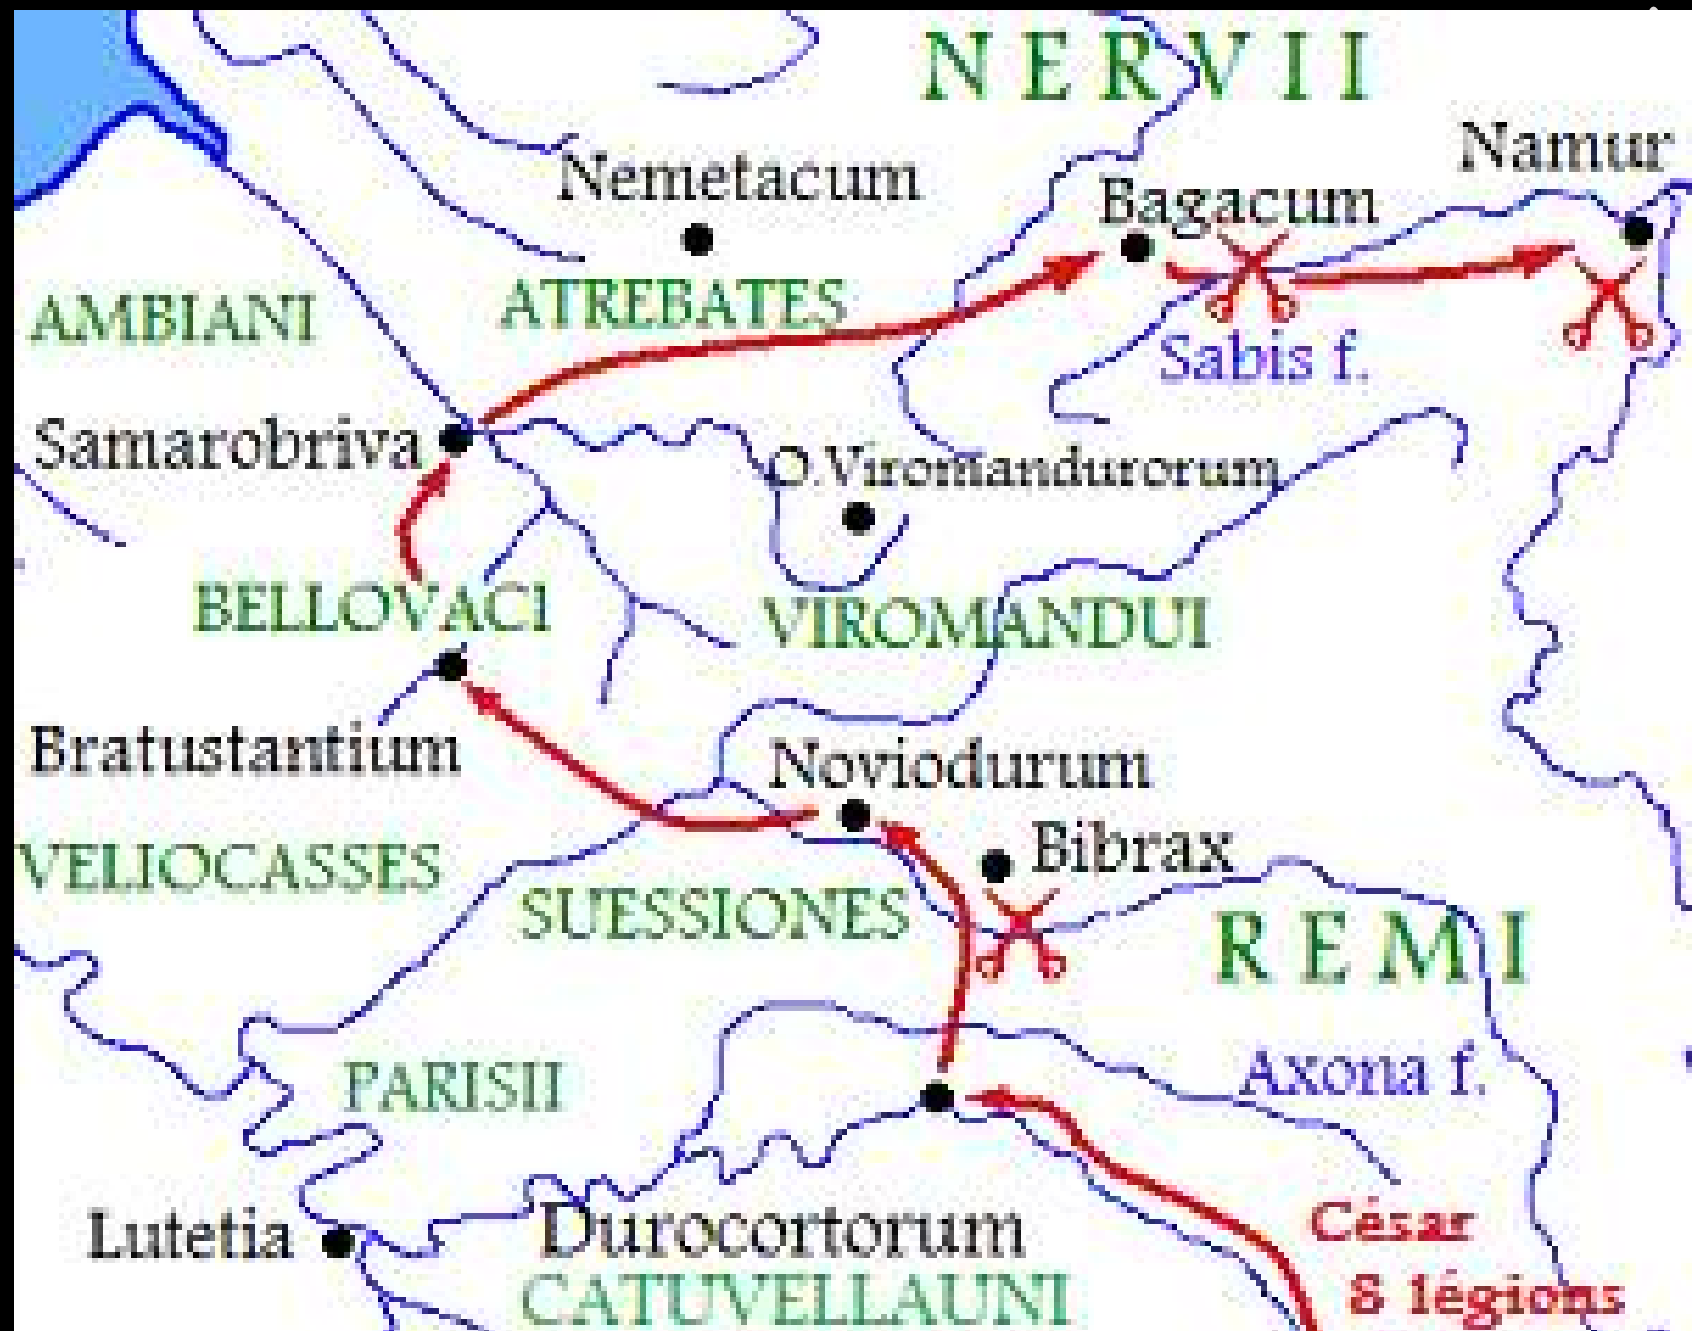 NERVII
Namur
Nemetacum
Bagacum
AMBIANI
ATREBATES
Sabis f.
Samarobriva
O.Viromandurorum
BELLOVACI
VIROMANDUI
Bratustantium
Noviodurum
Bibrax
VELIOCASSES
SUESSIONES
REMI
PARISII
Axona f.
Lutetia
Durocortorum
César
8 légions
CATUVELLAUNI